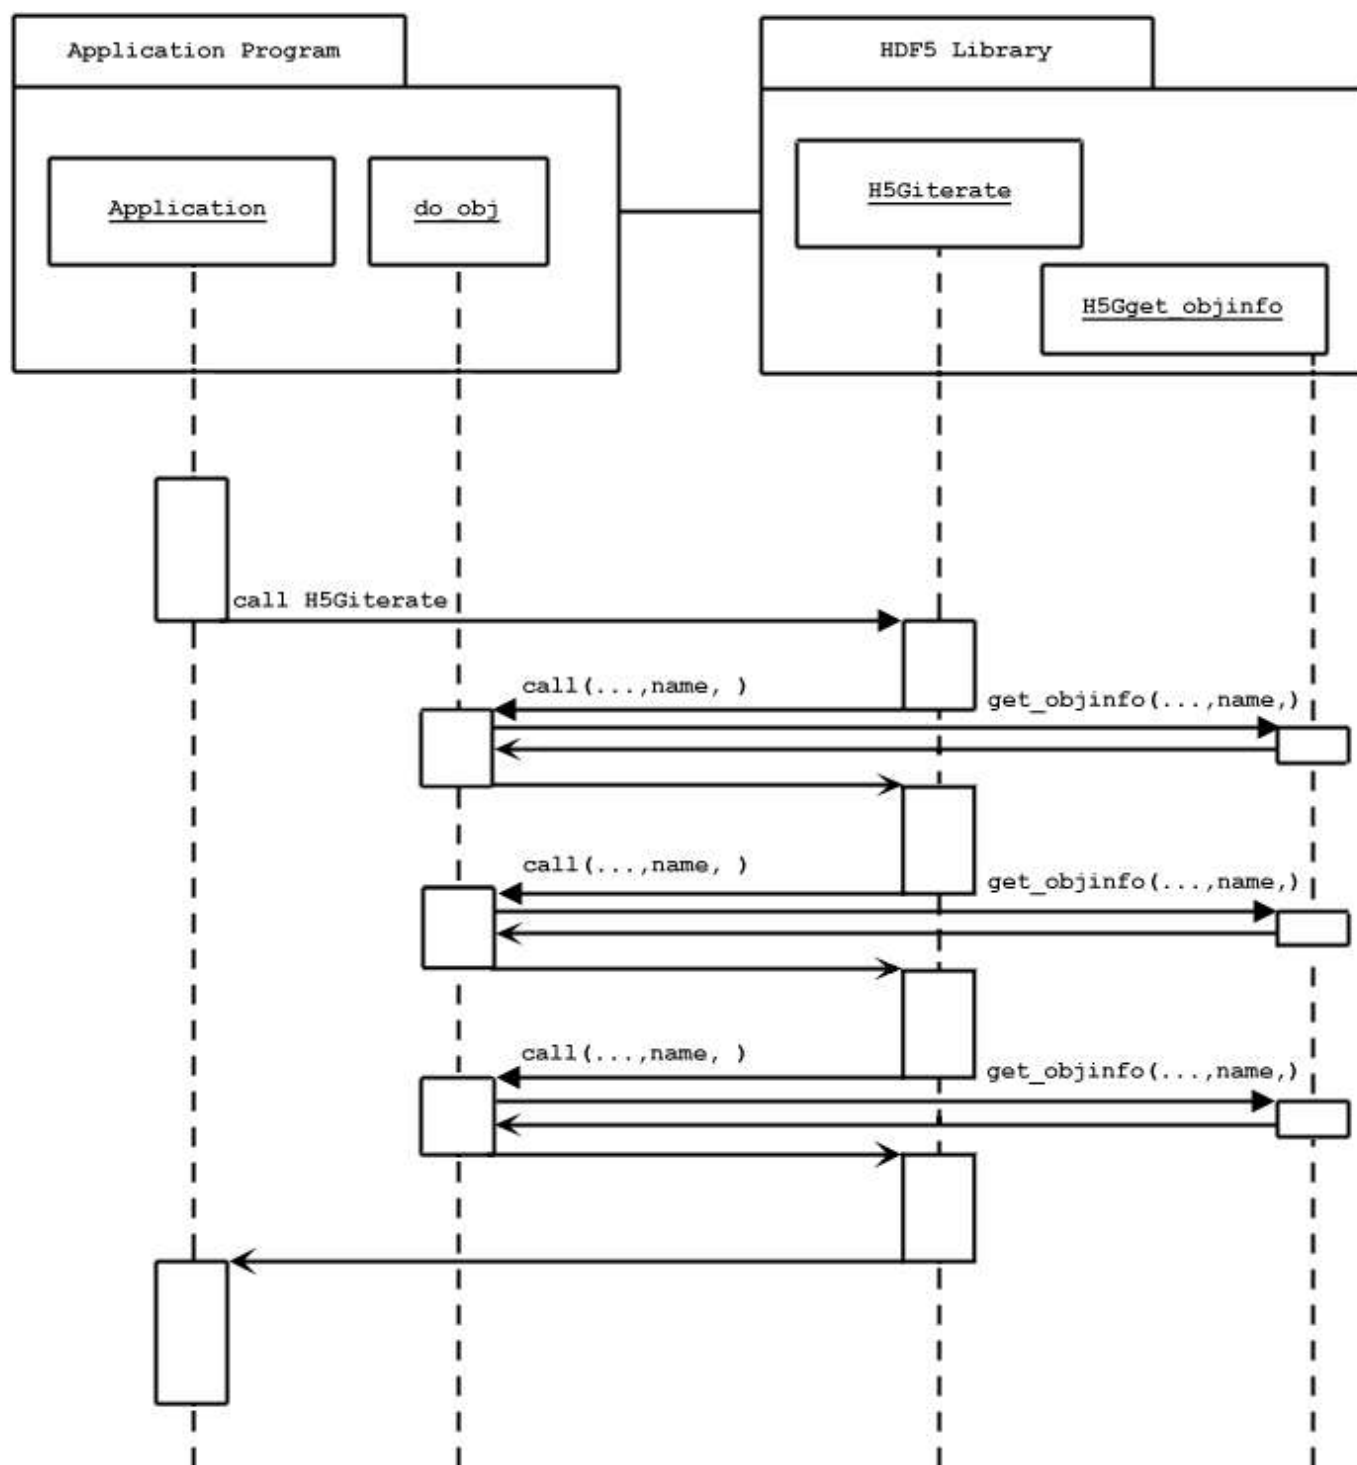 Application Program
HDF5 Library
Application
do_obj
H5Giterate
H5Gget_objinfo
call H5Giterate
call(...,name, )
get_objinfo(...,name,)
call(...,name, )
get_objinfo(...,name,)
call(...,name, )
get_objinfo(...,name,)